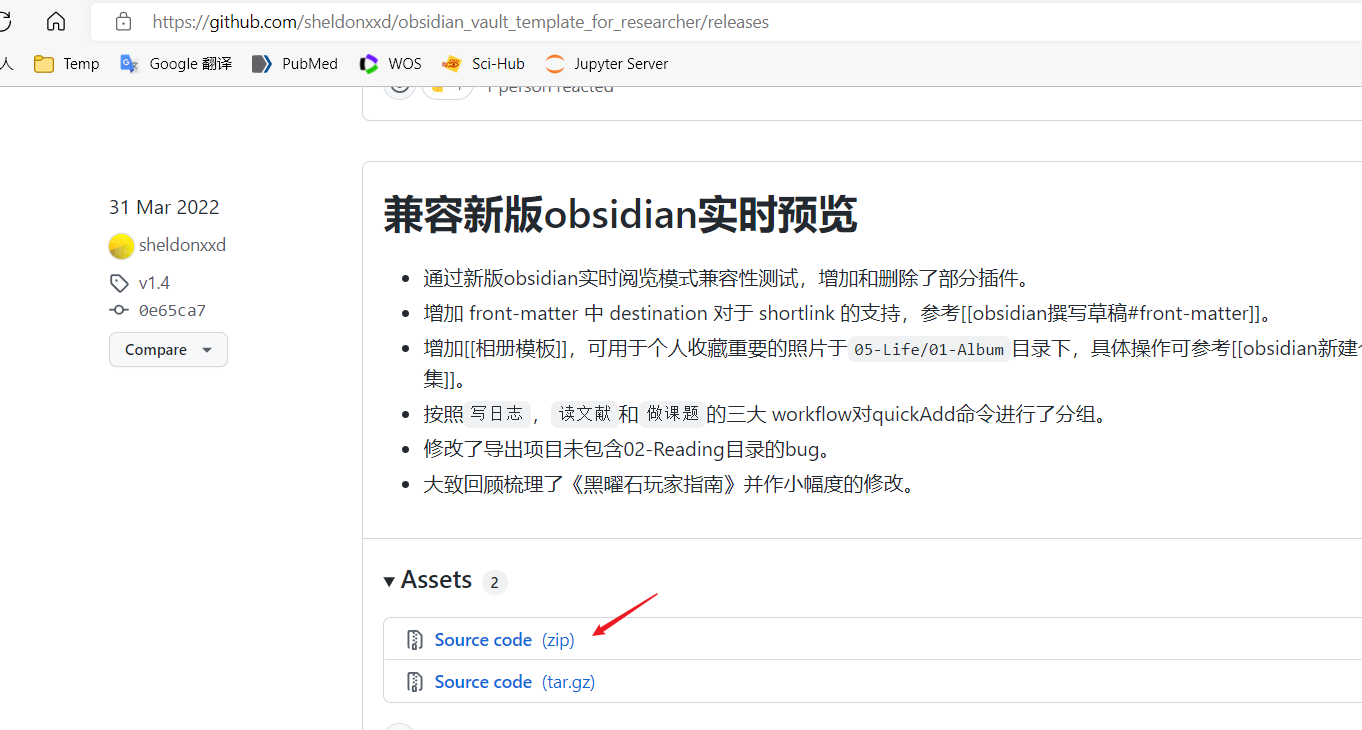 https://github.com/sheldonxxd/obsidian_vault_template_for_researcher/releases
人 Temp Google 翻译 PubMed WOS Sci-Hub Jupyter Server
1 person reacted
31 Mar 2022
sheldonxxd
v1.4
0e65ca7
Compare
兼容新版obsidian实时预览
通过新版obsidian实时阅览模式兼容性测试，增加和删除了部分插件。
增加 front-matter 中 destination 对于 shortlink 的支持，参考[[obsidian撰写草稿#front-matter]]。
增加[[相册模板]]，可用于个人收藏重要的照片于 05-Life/01-Album 目录下，具体操作可参考[[obsidian新建
集]]。
按照 写日志 ， 读文献 和 做课题 的三大 workflow对quickAdd命令进行了分组。
修改了导出项目未包含02-Reading目录的bug。
大致回顾梳理了《黑曜石玩家指南》并作小幅度的修改。
Assets 2
Source code (zip)
Source code (tar.gz)